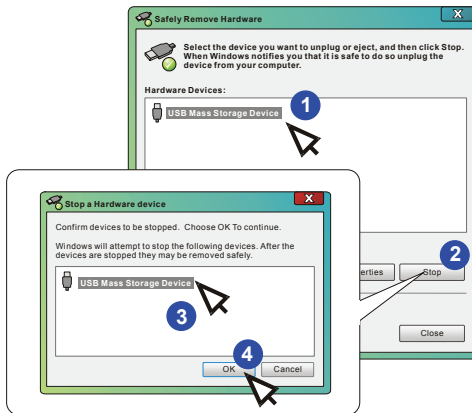 Safely Remove Hardware
X
Select the device you want to unplug or eject, and then click Stop.
When Windows notifies you that it is safe to do so unplug the
device from your computer.
Hardware Devices:
USB Mass Storage Device
1
2
erties
Stop
Close
Stop a Hardware device
X
Confirm devices to be stopped. Choose OK To continue.
Windows will attempt to stop the following devices. After the
devices are stopped they may be removed safely.
USB Mass Storage Device
3
4
OK
Cancel